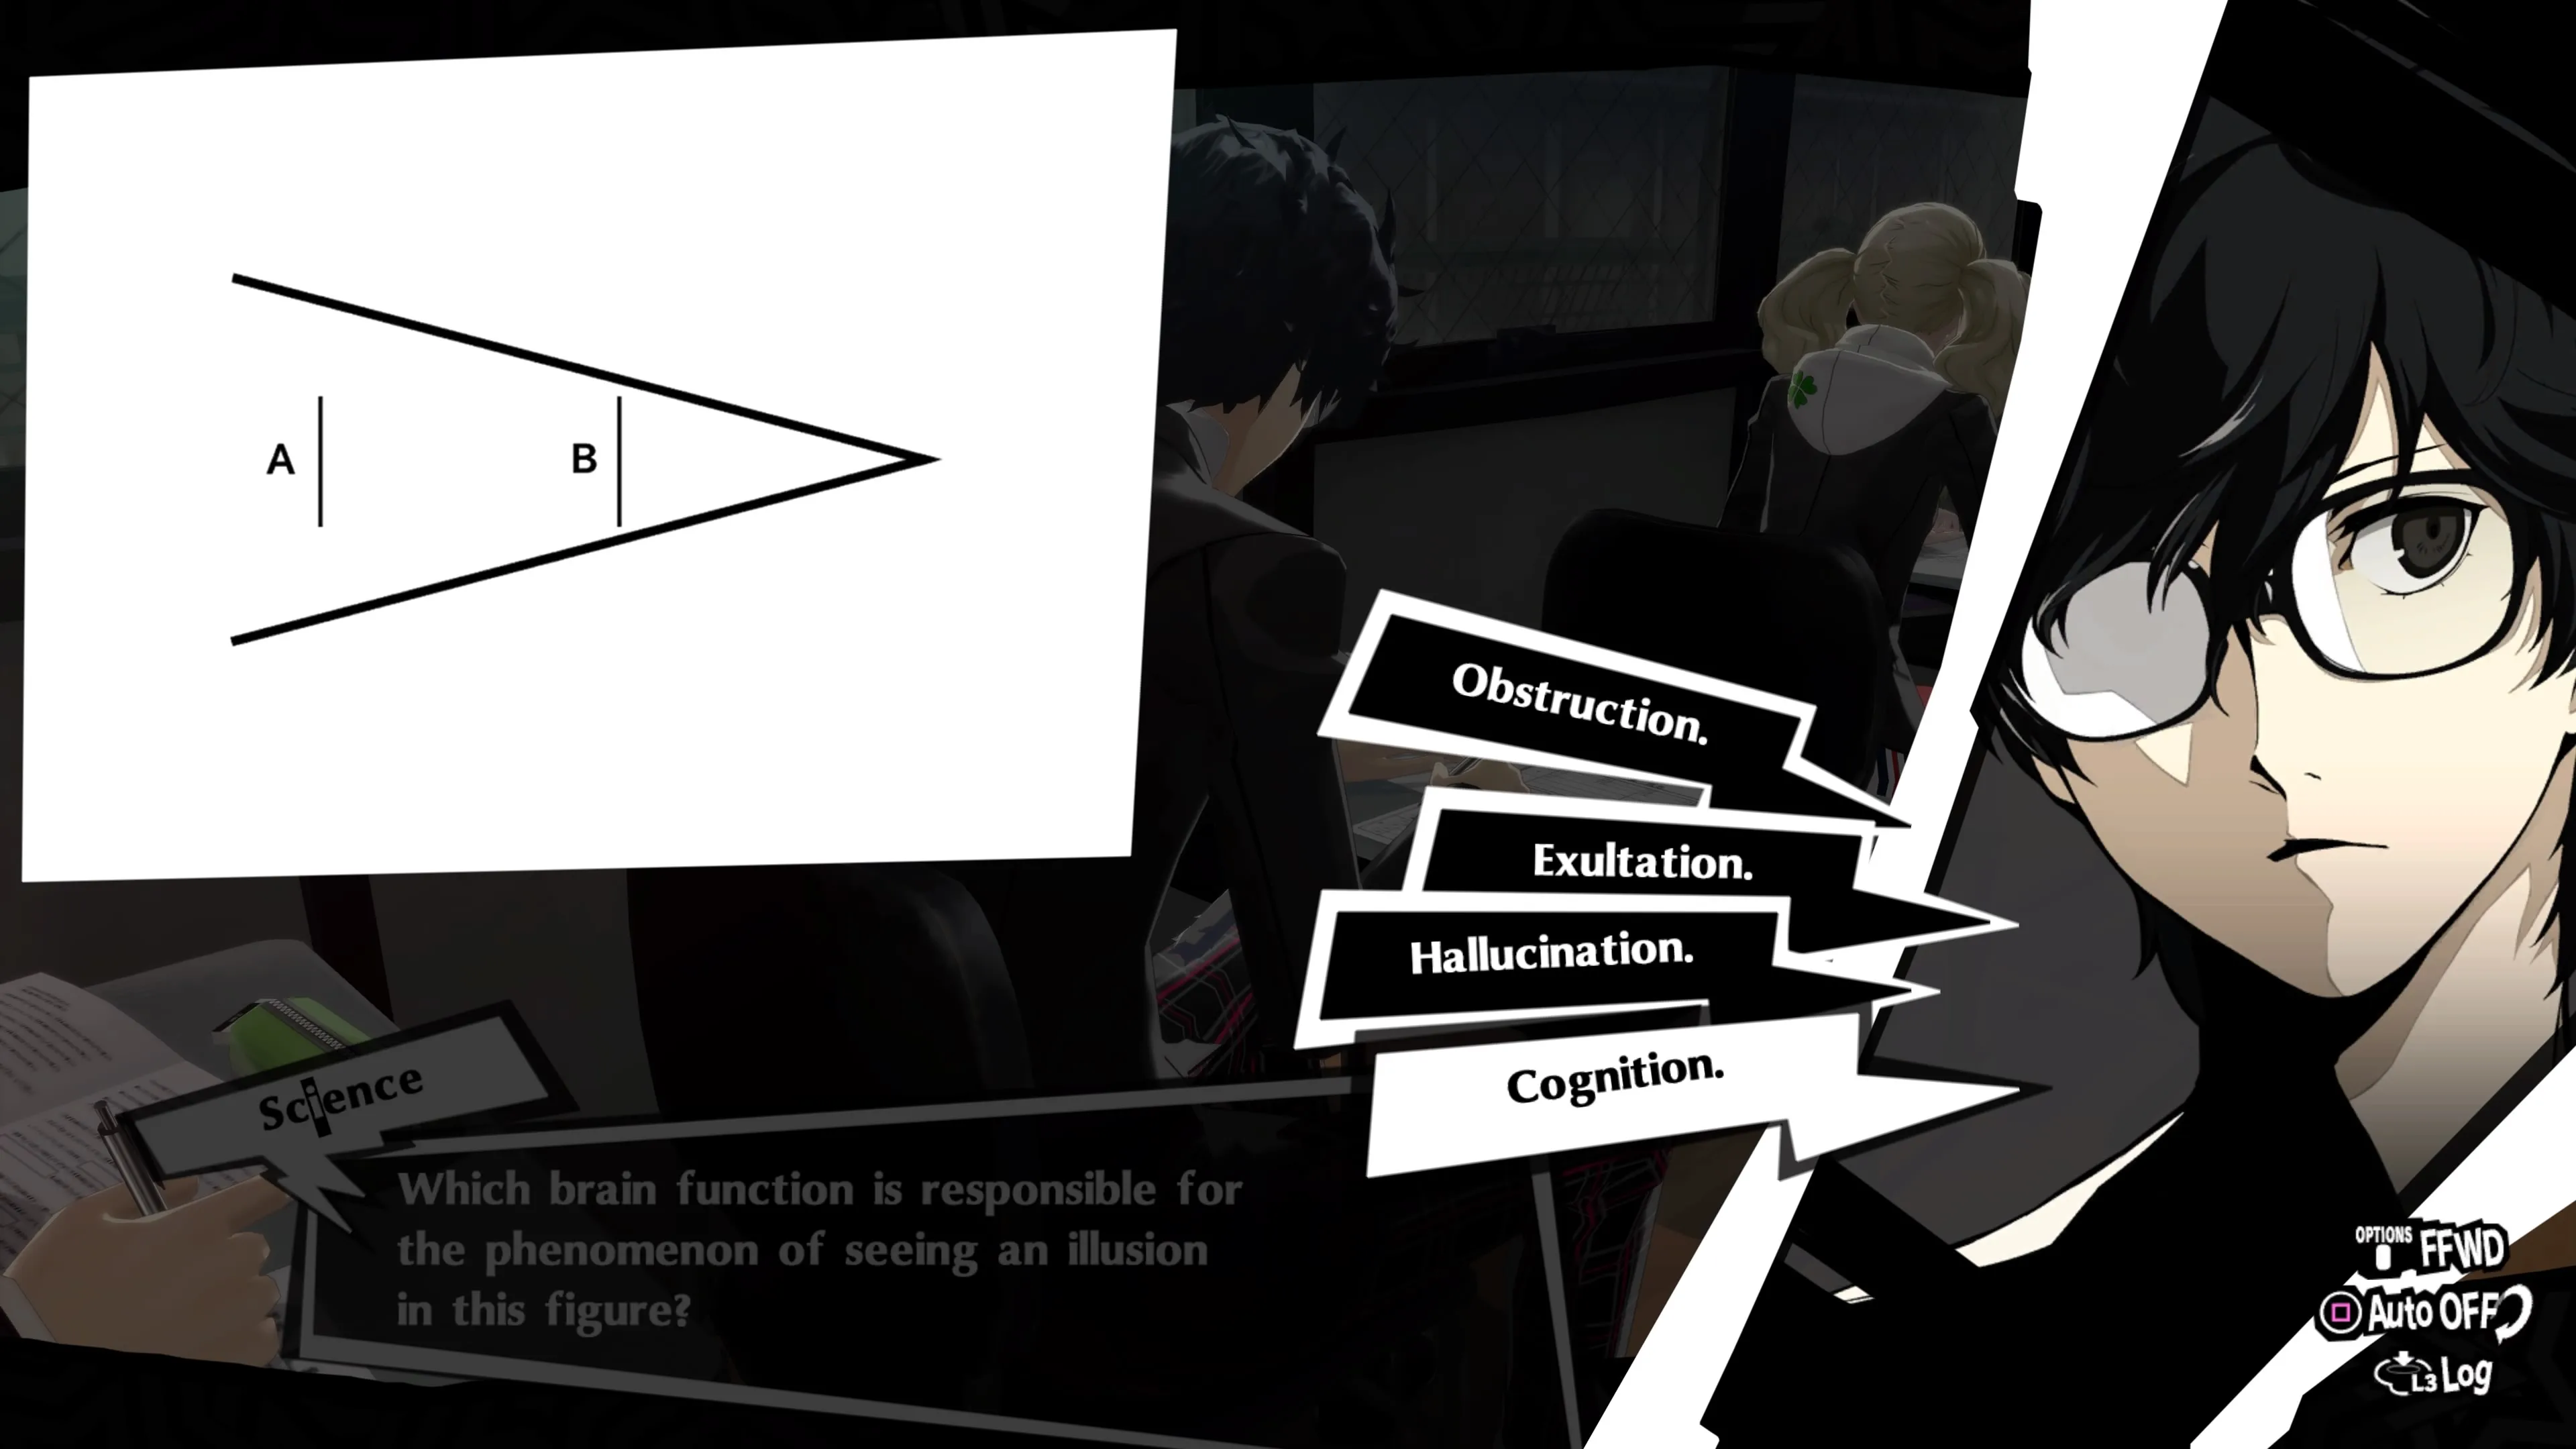 A
B
Obstruction.
Exultation.
Hallucination.
Cognition.
Science
Which brain function is responsible for
the phenomenon of seeing an illusion
in this figure?
OPTIONS FFWD
Auto OFF
L3 Log